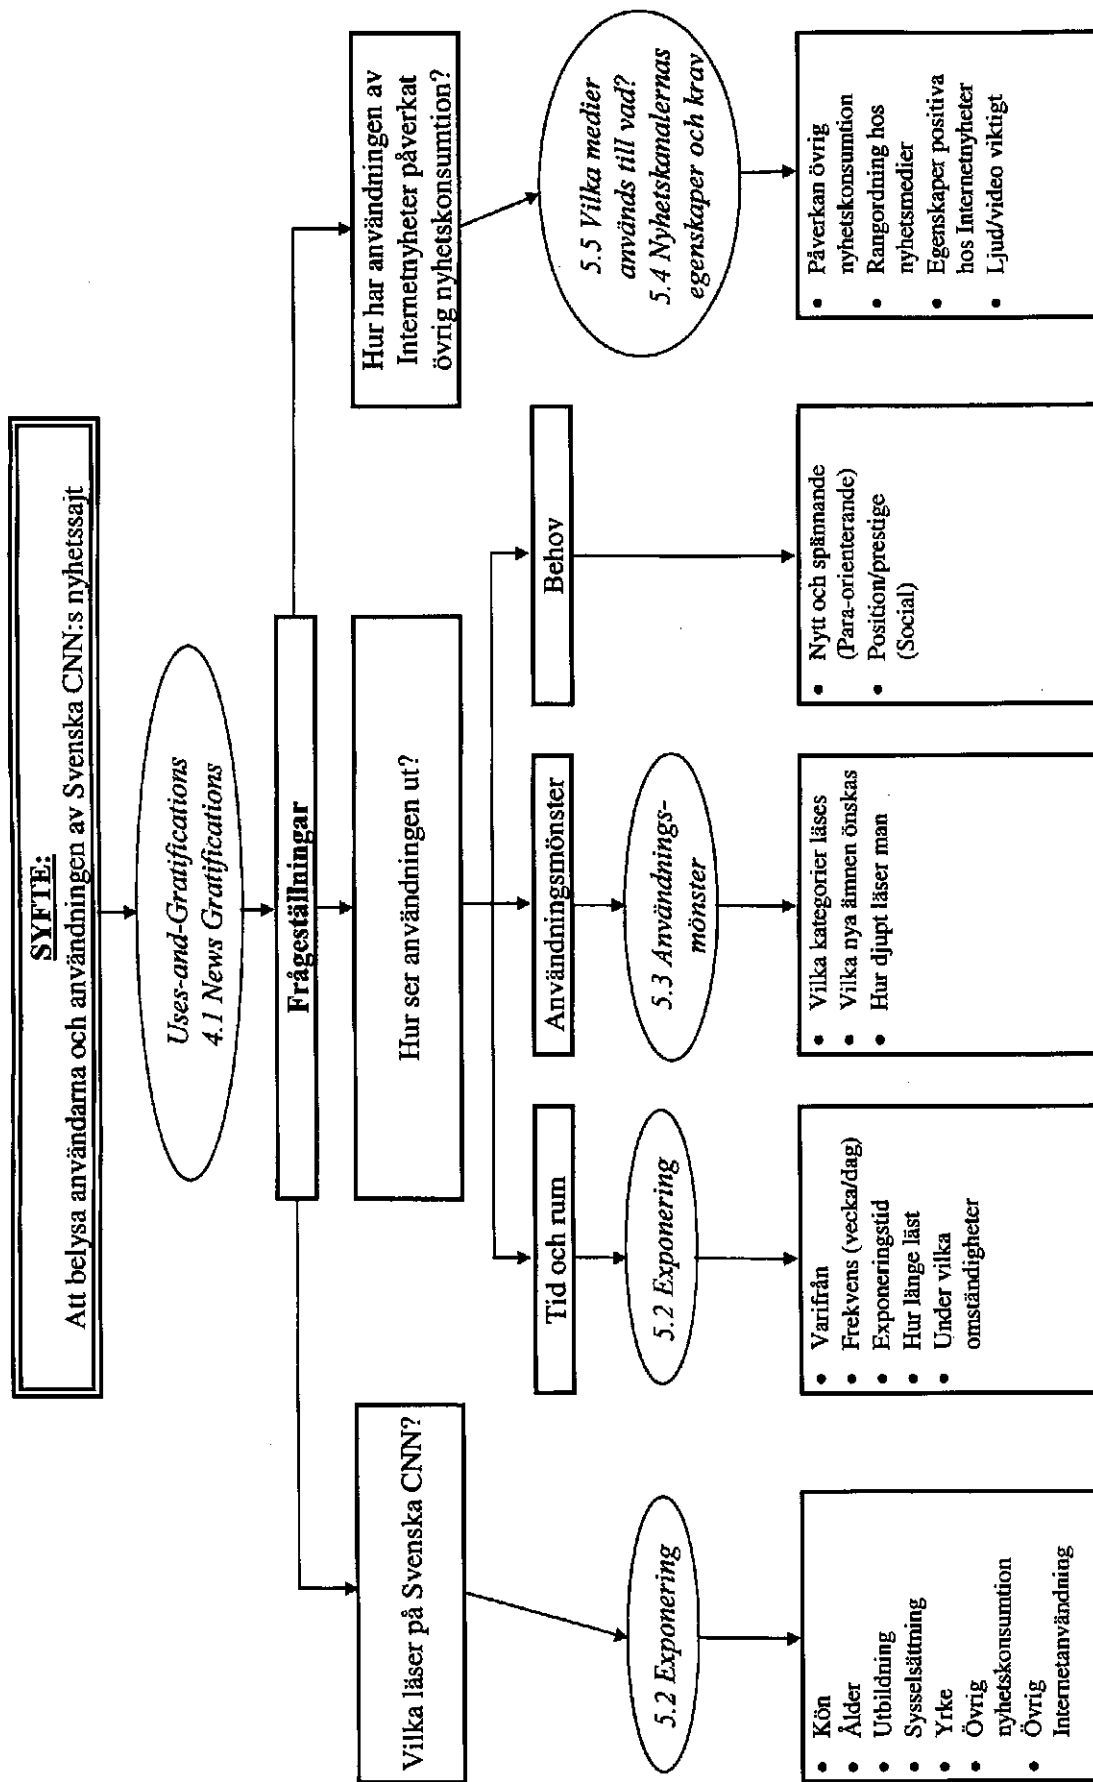 SYFTE:
Att belysa användarna och användningen av Svenska CNN:s nyhetssajt
Uses-and-Gratifications
4.1 News Gratifications
Frågeställningar
Vilka läser på Svenska CNN?
Hur ser användningen ut?
Hur har användningen av
Internetnyheter påverkat
övrig nyhetskonsumtion?
Tid och rum
Användningsmönster
Behov
5.2 Exponering
5.2 Exponering
5.3 Användnings-
mönster
5.5 Vilka medier
används till vad?
5.4 Nyhetskanalernas
egenskaper och krav
• Kön
• Ålder
• Utbildning
• Sysselsättning
• Yrke
• Övrig
nyhetskonsumtion
• Övrig
Internetanvändning
• Varifrån
• Frekvens (vecka/dag)
• Exponeringstid
• Hur länge läst
• Under vilka
omständigheter
• Vilka kategorier läses
• Vilka nya ämnen önskas
• Hur djupt läser man
• Nytt och spännande
(Para-orienterande)
• Position/prestige
(Social)
• Påverkan övrig
nyhetskonsumtion
• Rangordning hos
nyhetsmedier
• Egenskaper positiva
hos Internetnyheter
• Ljud/video viktigt